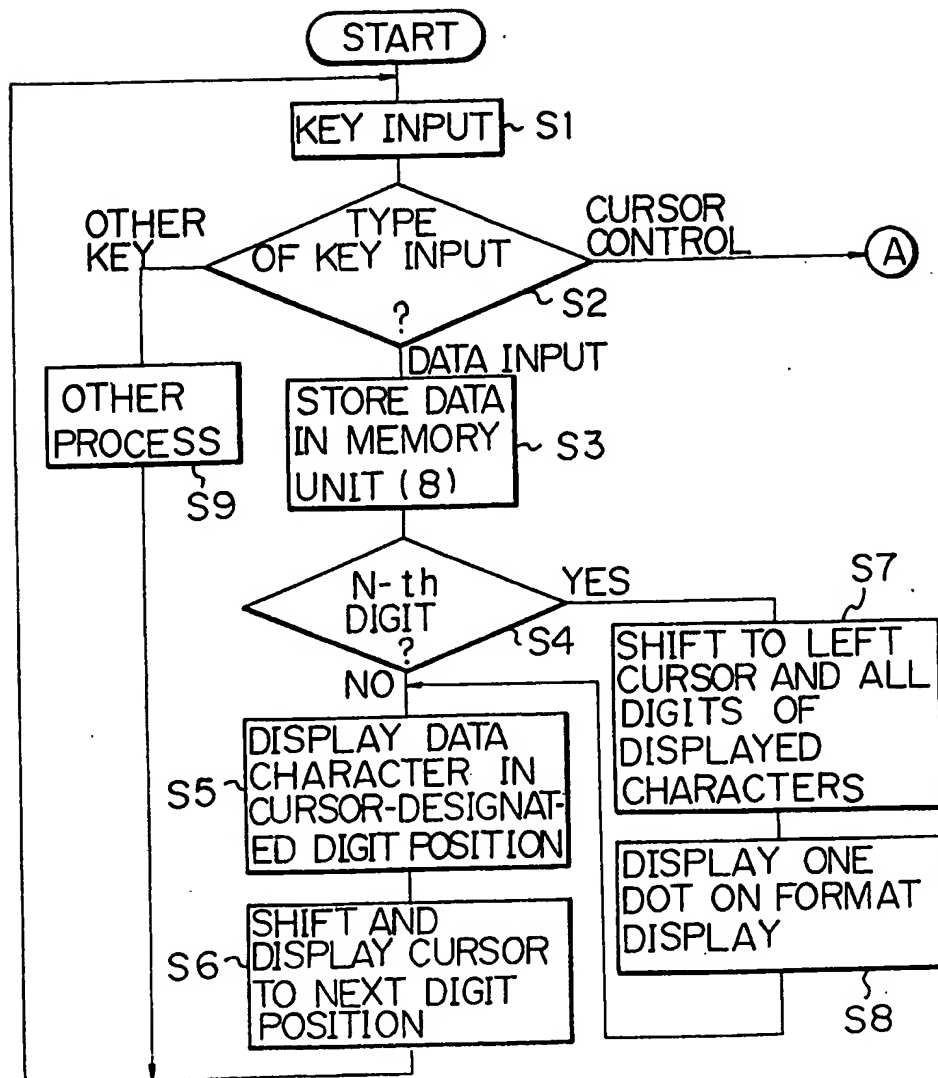 START
KEY INPUT
S1
OTHER
KEY
TYPE
OF KEY INPUT
?
CURSOR
CONTROL
A
S2
DATA INPUT
OTHER
PROCESS
S9
STORE DATA
IN MEMORY
UNIT (8)
S3
N-th
DIGIT
?
YES
S4
NO
S7
SHIFT TO LEFT
CURSOR AND ALL
DIGITS OF
DISPLAYED
CHARACTERS
S5
DISPLAY DATA
CHARACTER IN
CURSOR-DESIGNAT-
ED DIGIT POSITION
DISPLAY ONE
DOT ON FORMAT
DISPLAY
S8
S6
SHIFT AND
DISPLAY CURSOR
TO NEXT DIGIT
POSITION